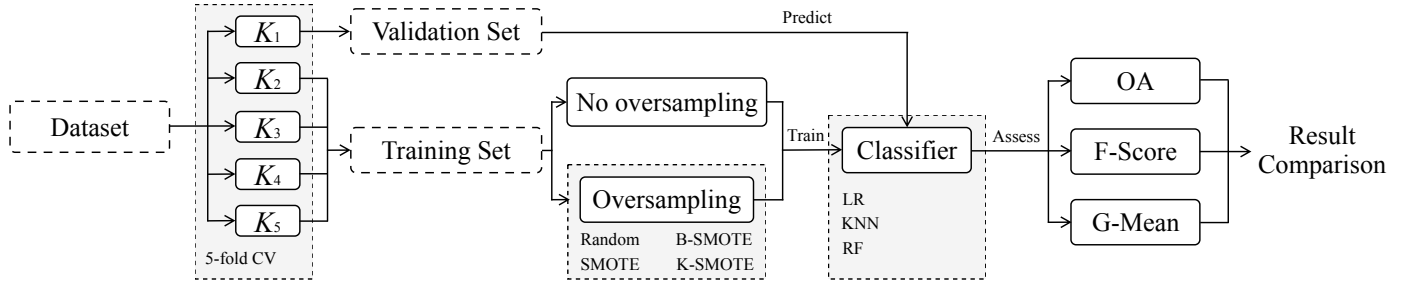 Dataset
K1
K2
K3
K4
K5
5-fold CV
Validation Set
Training Set
Predict
No oversampling
Oversampling
Random B-SMOTE
SMOTE K-SMOTE
Train
Classifier
LR
KNN
RF
Assess
OA
F-Score
G-Mean
Result
Comparison